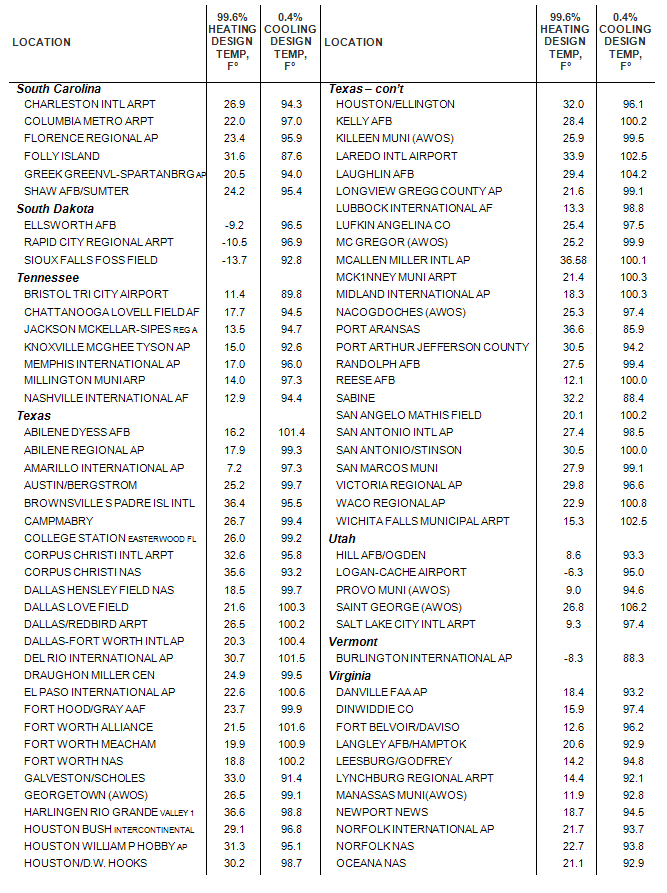 LOCATION 99.6% HEATING DESIGN TEMP, Fº 0.4% COOLING DESIGN TEMP, Fº
South Carolina
CHARLESTON INTL ARPT 26.9 94.3
COLUMBIA METRO ARPT 22.0 97.0
FLORENCE REGIONAL AP 23.4 95.9
FOLLY ISLAND 31.6 87.6
GREEK GREENVL-SPARTANBRG AP 20.5 94.0
SHAW AFB/SUMTER 24.2 95.4
South Dakota
ELLSWORTH AFB -9.2 96.5
RAPID CITY REGIONAL ARPT -10.5 96.9
SIOUX FALLS FOSS FIELD -13.7 92.8
Tennessee
BRISTOL TRI CITY AIRPORT 11.4 89.8
CHATTANOOGA LOVELL FIELD AF 17.7 94.5
JACKSON MCKELLAR-SIPES REG A 13.5 94.7
KNOXVILLE MCGHEE TYSON AP 15.0 92.6
MEMPHIS INTERNATIONAL AP 17.0 96.0
MILLINGTON MUNI ARP 14.0 97.3
NASHVILLE INTERNATIONAL AF 12.9 94.4
Texas
ABILENE DYESS AFB 16.2 101.4
ABILENE REGIONAL AP 17.9 99.3
AMARILLO INTERNATIONAL AP 7.2 97.3
AUSTIN/BERGSTROM 25.2 99.7
BROWNSVILLE S PADRE ISL INTL 36.4 95.5
CAMPMABRY 26.7 99.4
COLLEGE STATION EASTERWOOD FL 26.0 99.2
CORPUS CHRISTI INTL ARPT 32.6 95.8
CORPUS CHRISTI NAS 35.6 93.2
DALLAS HENSLEY FIELD NAS 18.5 99.7
DALLAS LOVE FIELD 21.6 100.3
DALLAS/REDBIRD ARPT 26.5 100.2
DALLAS-FORT WORTH INTL AP 20.3 100.4
DEL RIO INTERNATIONAL AP 30.7 101.5
DRAUGHON MILLER CEN 24.9 99.5
EL PASO INTERNATIONAL AP 22.6 100.6
FORT HOOD/GRAY AAF 23.7 99.9
FORT WORTH ALLIANCE 21.5 101.6
FORT WORTH MEACHAM 19.9 100.9
FORT WORTH NAS 18.8 100.2
GALVESTON/SCHOLES 33.0 91.4
GEORGETOWN (AWOS) 26.5 99.1
HARLINGEN RIO GRANDE VALLEY 1 36.6 98.8
HOUSTON BUSH INTERCONTINENTAL 29.1 96.8
HOUSTON WILLIAM P HOBBY AP 31.3 95.1
HOUSTON/D.W. HOOKS 30.2 98.7
LOCATION 99.6% HEATING DESIGN TEMP, Fº 0.4% COOLING DESIGN TEMP, Fº
Texas – con't
HOUSTON/ELLINGTON 32.0 96.1
KELLY AFB 28.4 100.2
KILLEEN MUNI (AWOS) 25.9 99.5
LAREDO INTL AIRPORT 33.9 102.5
LAUGHLIN AFB 29.4 104.2
LONGVIEW GREGG COUNTY AP 21.6 99.1
LUBBOCK INTERNATIONAL AF 13.3 98.8
LUFKIN ANGELINA CO 25.4 97.5
MC GREGOR (AWOS) 25.2 99.9
MCALLEN MILLER INTL AP 36.58 100.1
MCK1NNEY MUNI ARPT 21.4 100.3
MIDLAND INTERNATIONAL AP 18.3 100.3
NACOGDOCHES (AWOS) 25.3 97.4
PORT ARANSAS 36.6 85.9
PORT ARTHUR JEFFERSON COUNTY 30.5 94.2
RANDOLPH AFB 27.5 99.4
REESE AFB 12.1 100.0
SABINE 32.2 88.4
SAN ANGELO MATHIS FIELD 20.1 100.2
SAN ANTONIO INTL AP 27.4 98.5
SAN ANTONIO/STINSON 30.5 100.0
SAN MARCOS MUNI 27.9 99.1
VICTORIA REGIONAL AP 29.8 96.6
WACO REGIONAL AP 22.9 100.8
WICHITA FALLS MUNICIPAL ARPT 15.3 102.5
Utah
HILL AFB/OGDEN 8.6 93.3
LOGAN-CACHE AIRPORT -6.3 95.0
PROVO MUNI (AWOS) 9.0 94.6
SAINT GEORGE (AWOS) 26.8 106.2
SALT LAKE CITY INTL ARPT 9.3 97.4
Vermont
BURLINGTON INTERNATIONAL AP -8.3 88.3
Virginia
DANVILLE FAA AP 18.4 93.2
DINWIDDIE CO 15.9 97.4
FORT BELVOIR/DAVISO 12.6 96.2
LANGLEY AFB/HAMPTOK 20.6 92.9
LEESBURG/GODFREY 14.2 94.8
LYNCHBURG REGIONAL ARPT 14.4 92.1
MANASSAS MUNI(AWOS) 11.9 92.8
NEWPORT NEWS 18.7 94.5
NORFOLK INTERNATIONAL AP 21.7 93.7
NORFOLK NAS 22.7 93.8
OCEANA NAS 21.1 92.9